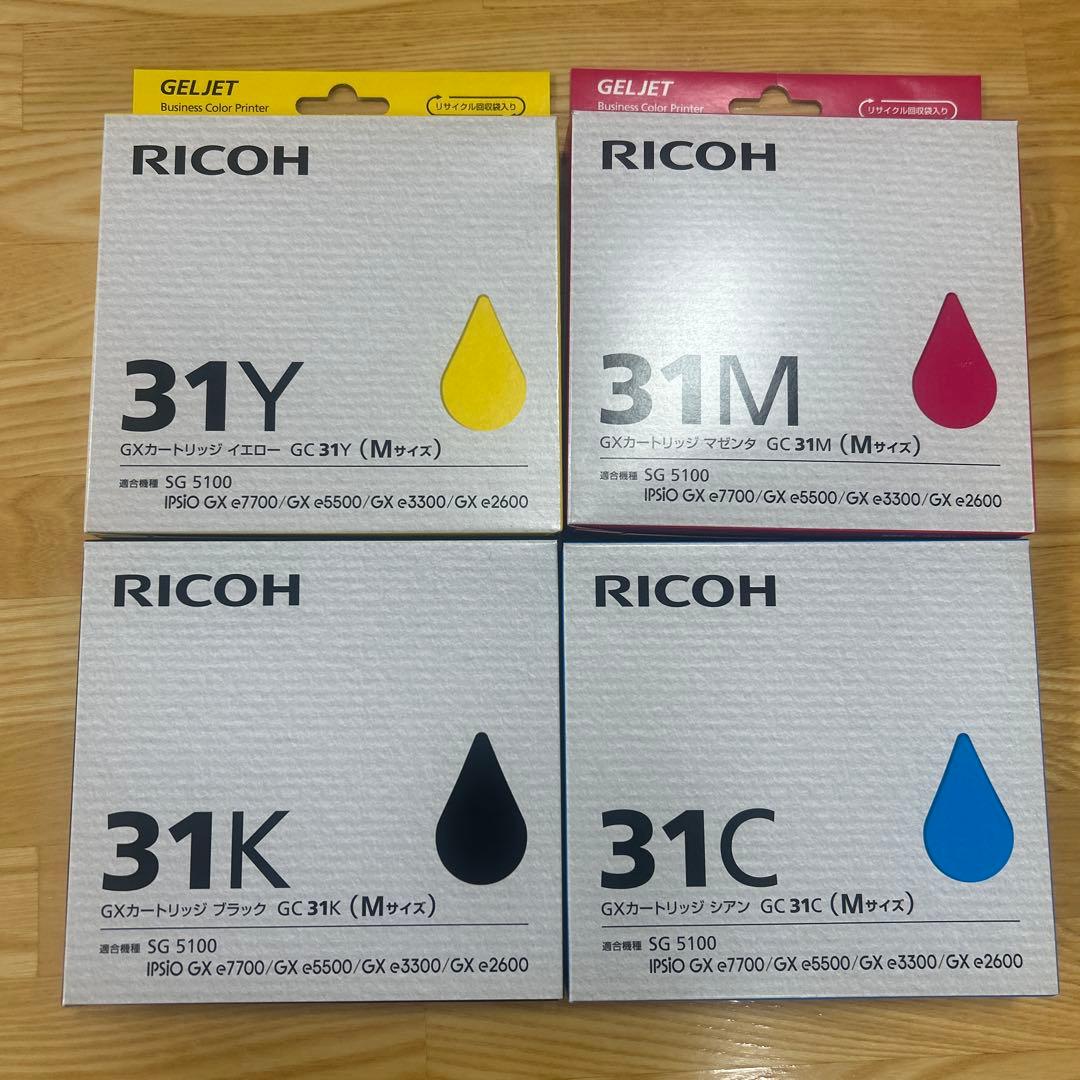 GELJET
Business Color Printer
リサイクル回収袋入り
RICOH
31Y
GXカートリッジ イエロー GC 31Y (Mサイズ)
適合機種 SG 5100
IPSiO GX e7700/GX e5500/GX e3300/GX e2600
GELJET
Business Color Printer
リサイクル回収袋入り
RICOH
31M
GXカートリッジ マゼンタ GC 31M (Mサイズ)
適合機種 SG 5100
IPSiO GX e7700/GX e5500/GX e3300/GX e2600
RICOH
31K
GXカートリッジ ブラック GC 31K (Mサイズ)
適合機種 SG 5100
IPSiO GX e7700/GX e5500/GX e3300/GX e2600
RICOH
31C
GXカートリッジ シアン GC 31C (Mサイズ)
適合機種 SG 5100
IPSiO GX e7700/GX e5500/GX e3300/GX e2600